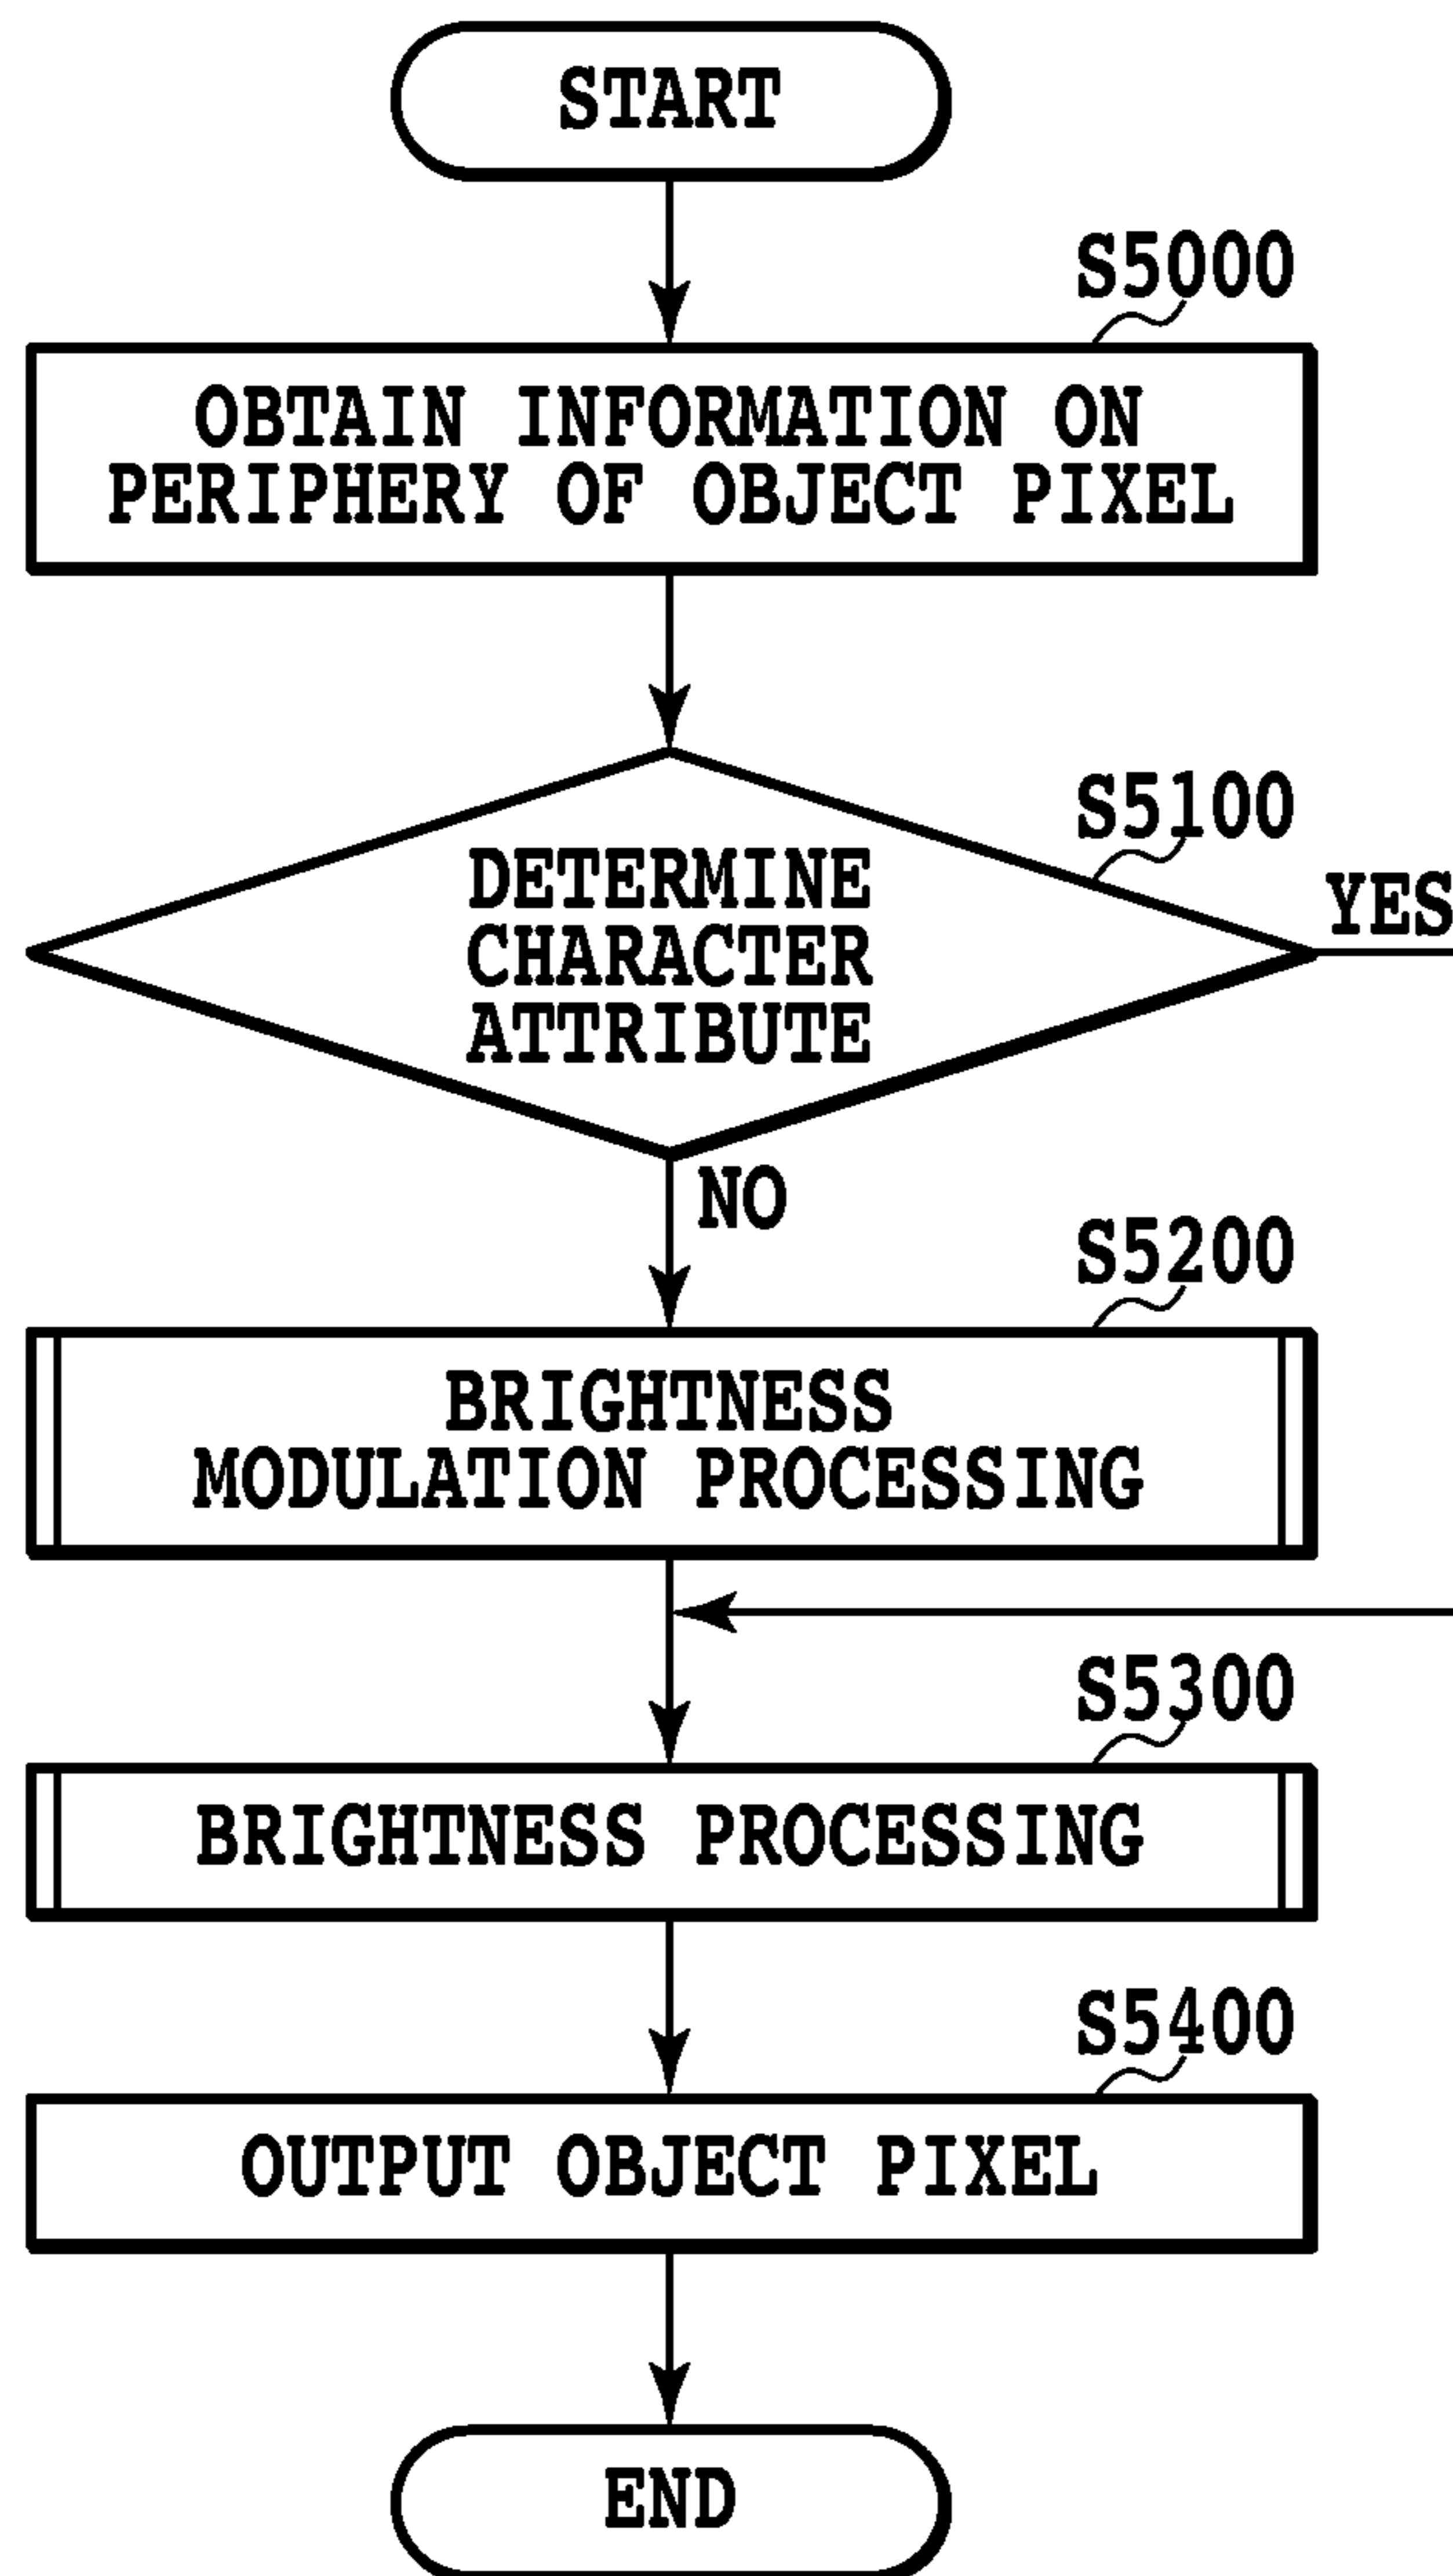 START
S5000
OBTAIN INFORMATION ON
PERIPHERY OF OBJECT PIXEL
S5100
YES
DETERMINE
CHARACTER
ATTRIBUTE
NO
S5200
BRIGHTNESS
MODULATION PROCESSING
S5300
BRIGHTNESS PROCESSING
S5400
OUTPUT OBJECT PIXEL
END